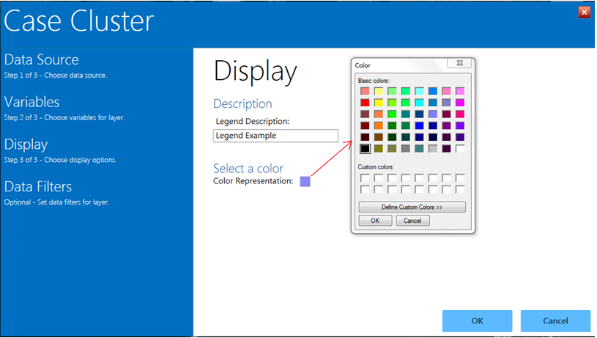 Case Cluster
Data Source
Step 1 of 3 - Choose data source.
Variables
Step 2 of 3 - Choose variables for layer.
Display
Step 3 of 3 - Choose display options.
Data Filters
Optional - Set data filters for layer.
Display
Description
Legend Description:
Legend Example
Select a color
Color Representation:
Color
Basic colors:
Custom colors:
Define Custom Colors >>
OK
Cancel
OK
Cancel